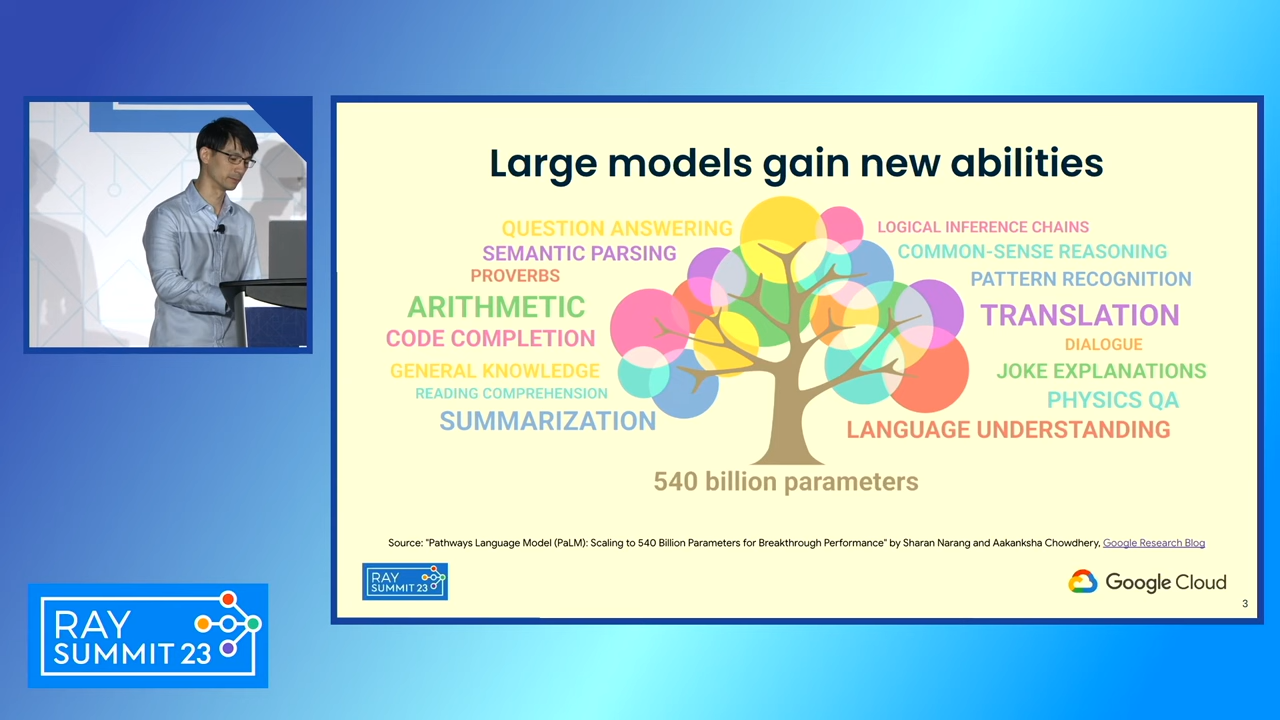 Large models gain new abilities
QUESTION ANSWERING
SEMANTIC PARSING
PROVERBS
ARITHMETIC
CODE COMPLETION
GENERAL KNOWLEDGE
READING COMPREHENSION
SUMMARIZATION
LOGICAL INFERENCE CHAINS
COMMON-SENSE REASONING
PATTERN RECOGNITION
TRANSLATION
DIALOGUE
JOKE EXPLANATIONS
PHYSICS QA
LANGUAGE UNDERSTANDING
540 billion parameters
Source: "Pathways Language Model (PaLM): Scaling to 540 Billion Parameters for Breakthrough Performance" by Sharan Narang and Aakanksha Chowdhery, Google Research Blog
RAY
SUMMIT 23
Google Cloud
3
RAY
SUMMIT 23